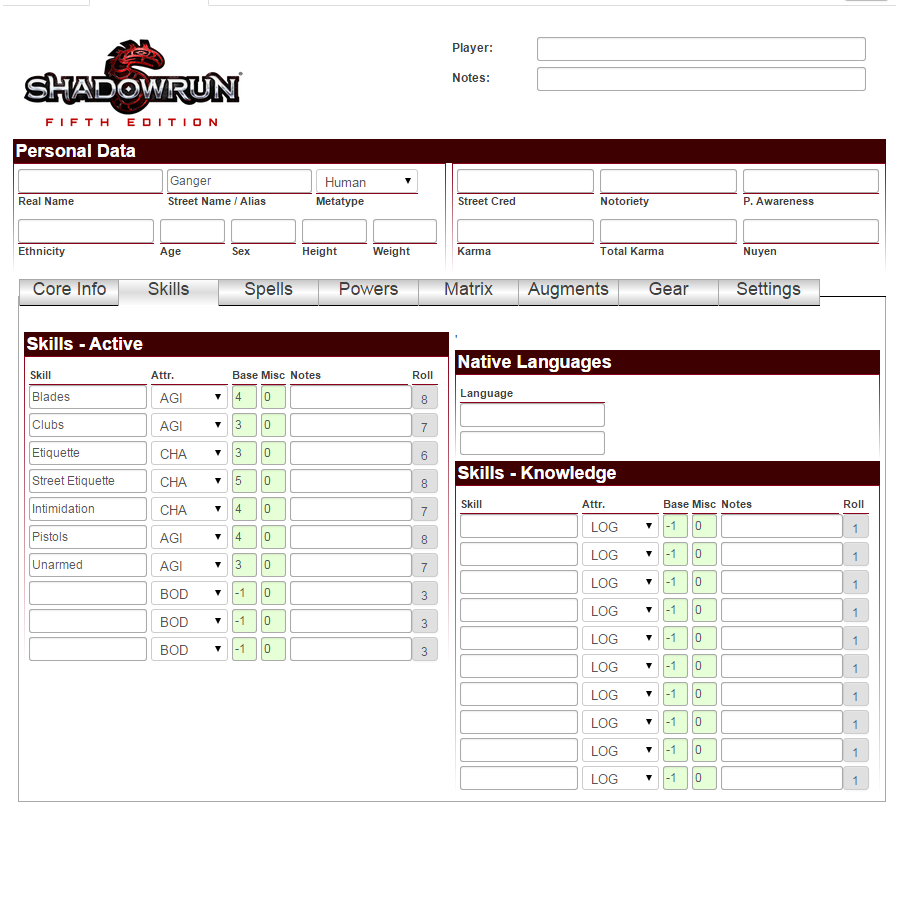 Player:
SHADOWRUN
Notes:
FIFTH EDITION
Personal Data
Ganger Human
Real Name Street Name / Alias Metatype Street Cred Notoriety P. Awareness
Ethnicity Age Sex Height Weight Karma Total Karma Nuyen
Core Info Skills Spells Powers Matrix Augments Gear Settings
Skills - Active
Skill Attr. Base Misc Notes Roll
Blades AGI 4 0 8
Clubs AGI 3 0 7
Etiquette CHA 3 0 6
Street Etiquette CHA 5 0 8
Intimidation CHA 4 0 7
Pistols AGI 4 0 8
Unarmed AGI 3 0 7
BOD -1 0 3
BOD -1 0 3
BOD -1 0 3
'
Native Languages
Language
Skills - Knowledge
Skill Attr. Base Misc Notes Roll
LOG -1 0 1
LOG -1 0 1
LOG -1 0 1
LOG -1 0 1
LOG -1 0 1
LOG -1 0 1
LOG -1 0 1
LOG -1 0 1
LOG -1 0 1
LOG -1 0 1